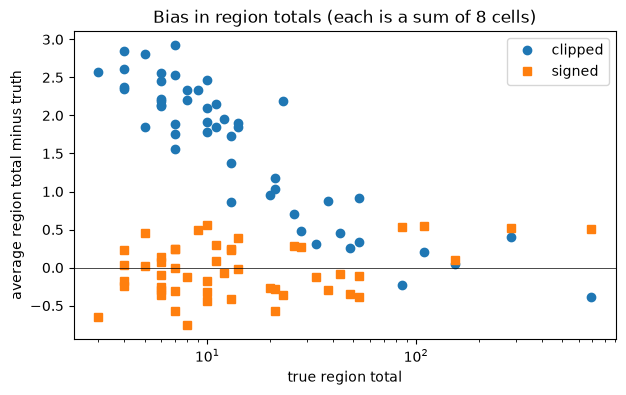 Bias in region totals (each is a sum of 8 cells)
clipped
signed
average region total minus truth
3.0
2.5
2.0
1.5
1.0
0.5
0.0
−0.5
10¹
10²
true region total